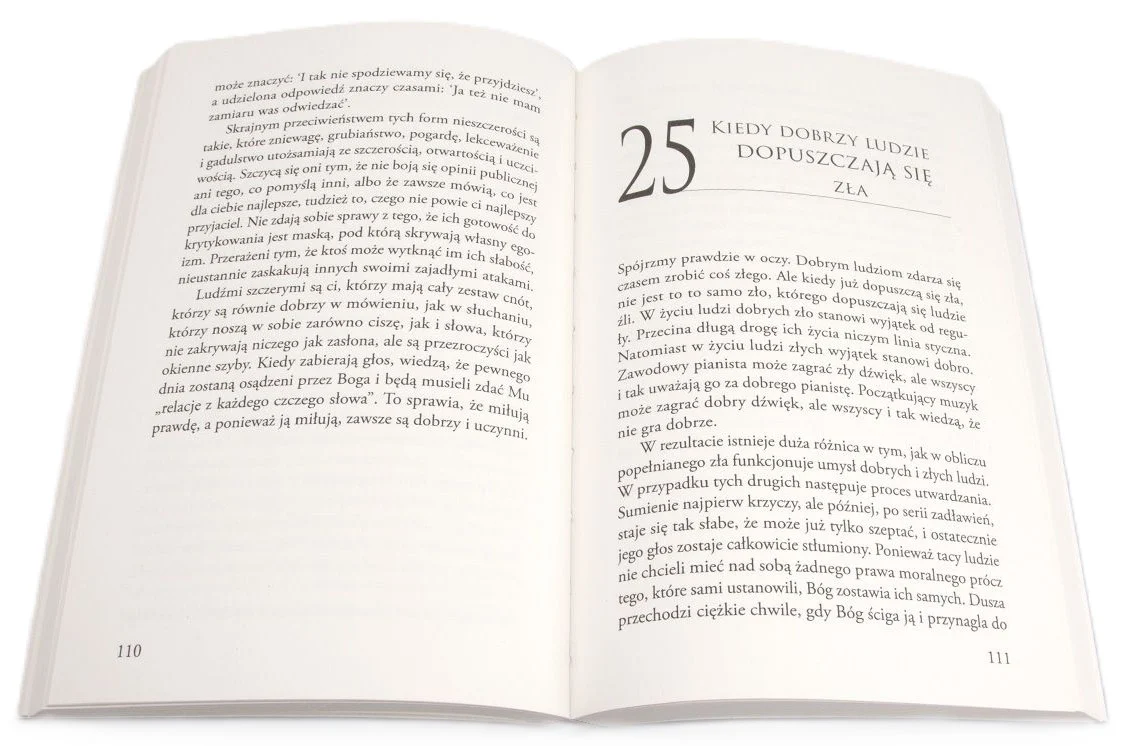 może znaczyć: 'I tak nie spodziewamy się, że przyjdziesz',
a udzielona odpowiedź znaczy czasami: 'Ja też nie mam
zamiaru was odwiedzać'.
Skrajnym przeciwieństwem tych form nieszczerości są
takie, które zniewagę, grubiaństwo, pogardę, lekceważenie
i gadulstwo utożsamiają ze szczerością, otwartością i uczci-
wością. Szczycą się oni tym, że nie boją się opinii publicznej
ani tego, co pomyślą inni, albo że zawsze mówią, co jest
dla ciebie najlepsze, tudzież to, czego nie powie ci najlepszy
przyjaciel. Nie zdają sobie sprawy z tego, że ich gotowość do
krytykowania jest maską, pod którą skrywają własny ego-
izm. Przerażeni tym, że ktoś może wytknąć im ich słabość,
nieustannie zaskakują innych swoimi zajadłymi atakami.
Ludźmi szczerymi są ci, którzy mają cały zestaw cnót,
którzy są równie dobrzy w mówieniu, jak w słuchaniu,
którzy noszą w sobie zarówno ciszę, jak i słowa, którzy
nie zakrywają niczego jak zasłona, ale są przezroczyści jak
okienne szyby. Kiedy zabierają głos, wiedzą, że pewnego
dnia zostaną osądzeni przez Boga i będą musieli zdać Mu
„relacje z każdego czczego słowa”. To sprawia, że miłują
prawdę, a ponieważ ją miłują, zawsze są dobrzy i uczynni.
110
25 KIEDY DOBRZY LUDZIE
DOPUSZCZAJĄ SIĘ
ZŁA
Spójrzmy prawdzie w oczy. Dobrym ludziom zdarza się
czasem zrobić coś złego. Ale kiedy już dopuszczą się zła,
nie jest to to samo zło, którego dopuszczają się ludzie
źli. W życiu ludzi dobrych zło stanowi wyjątek od regu-
ły. Przecina długą drogę ich życia niczym linia styczna.
Natomiast w życiu ludzi złych wyjątek stanowi dobro.
Zawodowy pianista może zagrać zły dźwięk, ale wszyscy
i tak uważają go za dobrego pianistę. Początkujący muzyk
może zagrać dobry dźwięk, ale wszyscy i tak wiedzą, że
nie gra dobrze.
W rezultacie istnieje duża różnica w tym, jak w obliczu
popełnianego zła funkcjonuje umysł dobrych i złych ludzi.
W przypadku tych drugich następuje proces utwardzania.
Sumienie najpierw krzyczy, ale później, po serii zadławień,
staje się tak słabe, że może już tylko szeptać, i ostatecznie
jego głos zostaje całkowicie stłumiony. Ponieważ tacy ludzie
nie chcieli mieć nad sobą żadnego prawa moralnego prócz
tego, które sami ustanowili, Bóg zostawia ich samych. Dusza
przechodzi ciężkie chwile, gdy Bóg ściga ją i przynagla do
111